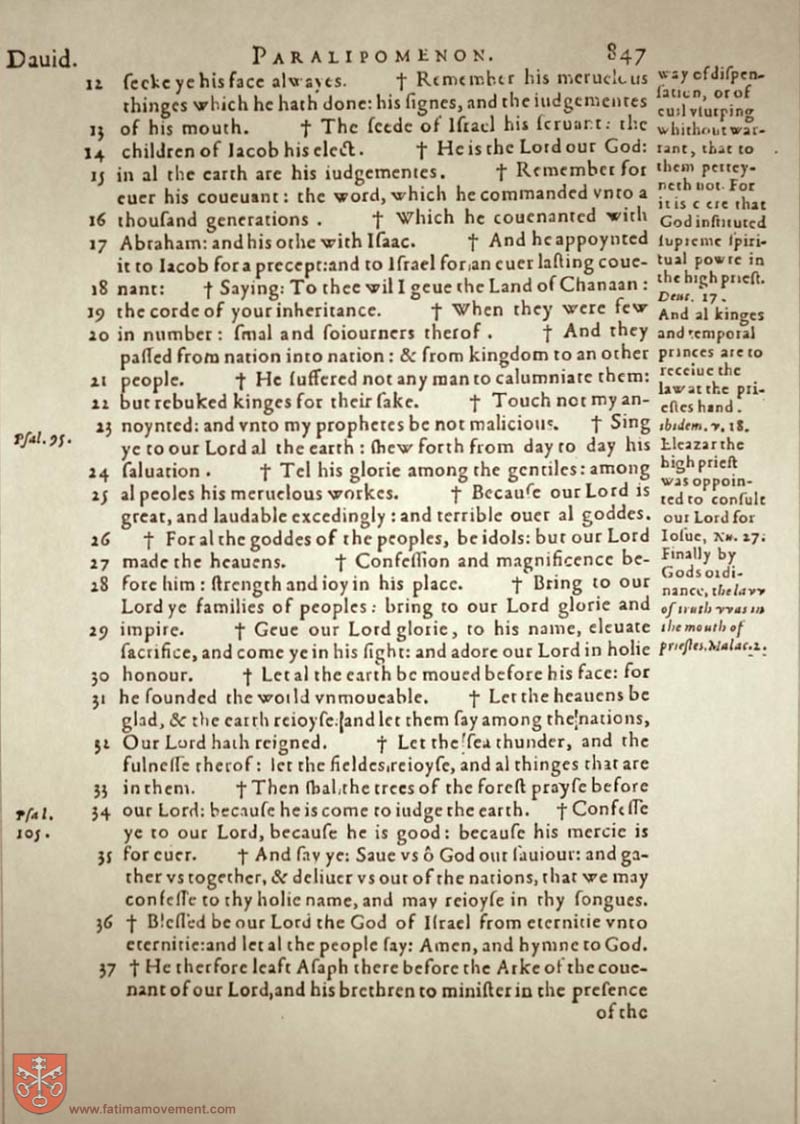 Dauid.
PARALIPOMENON.
847
12 ſeeke ye his face alwayes. † Remember his merueilous
thinges which he hath done: his ſignes, and the iudgementes
13 of his mouth. † The ſeede of Iſrael his ſeruant: the
14 children of Iacob his elect. † He is the Lord our God:
15 in al the earth are his iudgementes. † Remember for
euer his couenant: the word, which he commanded vnto a
16 thouſand generations . † Which he couenanted with
17 Abraham: and his othe with Iſaac. † And he appoynted
it to Iacob for a precept:and to Iſrael for,an euer laſting coue-
18 nant: † Saying: To thee wil I geue the Land of Chanaan:
19 the corde of your inheritance. † When they were few
20 in number: ſmal and ſoiourners therof . † And they
paſſed from nation into nation: & from kingdom to an other
21 people. † He ſuffered not any man to calumniate them:
22 but rebuked kinges for their ſake. † Touch not my an-
23 noynted: and vnto my prophetes be not malicious. † Sing
ye to our Lord al the earth: ſhew forth from day to day his
24 ſaluation . † Tel his glorie among the gentiles: among
25 al peoles his meruelous workes. † Becauſe our Lord is
great, and laudable excedingly: and terrible ouer al goddes.
26 † For al the goddes of the peoples, be idols: but our Lord
27 made the heauens. † Confeſſion and magnificence be-
28 fore him: ſtrength and ioy in his place. † Bring to our
Lord ye families of peoples: bring to our Lord glorie and
29 impire. † Geue our Lord glorie, to his name, eleuate
ſacrifice, and come ye in his ſight: and adore our Lord in holie
30 honour. † Let al the earth be moued before his face: for
31 he founded the world vnmoueable. † Let the heauens be
glad, & the earth reioyſe: and let them ſay among the nations,
32 Our Lord hath reigned. † Let the ſea thunder, and the
fulneſſe therof: let the fieldes reioyſe, and al thinges that are
33 in them. † Then ſhal the trees of the foreſt prayſe before
34 our Lord: becauſe he is come to iudge the earth. † Confeſſe
ye to our Lord, becauſe he is good: becauſe his mercie is
35 for euer. † And ſay ye: Saue vs ô God our ſauiour: and ga-
ther vs together, & deliuer vs out of the nations, that we may
confeſſe to thy holie name, and may reioyſe in thy ſongues.
36 † Bleſſed be our Lord the God of Iſrael from eternitie vnto
eternitie:and let al the people ſay: Amen, and hymne to God.
37 † He therfore leaft Aſaph there before the Arke of the coue-
nant of our Lord,and his brethren to miniſter in the preſence
of the
Pſal. 95.
Pſal.
105.
way of diſpen-
ſation, or of
euil vſurping
whithout war-
rant, that to
them pertey-
neth not. For
it is clere that
God inſtituted
ſupreme ſpiri-
tual powre in
the high prieſt.
Deut. 17.
And al kinges
and temporal
princes are to
receiue the
law at the pri-
eſtes hand.
ibidem. v. 18.
Eleazar the
high prieſt
was oppoin-
ted to conſult
our Lord for
Ioſue, Nu. 27.
Finally by
Gods ordi-
nance, the lavv
of truth vvas in
the mouth of
prieſtes. Malac. 2.
www.fatimamovement.com